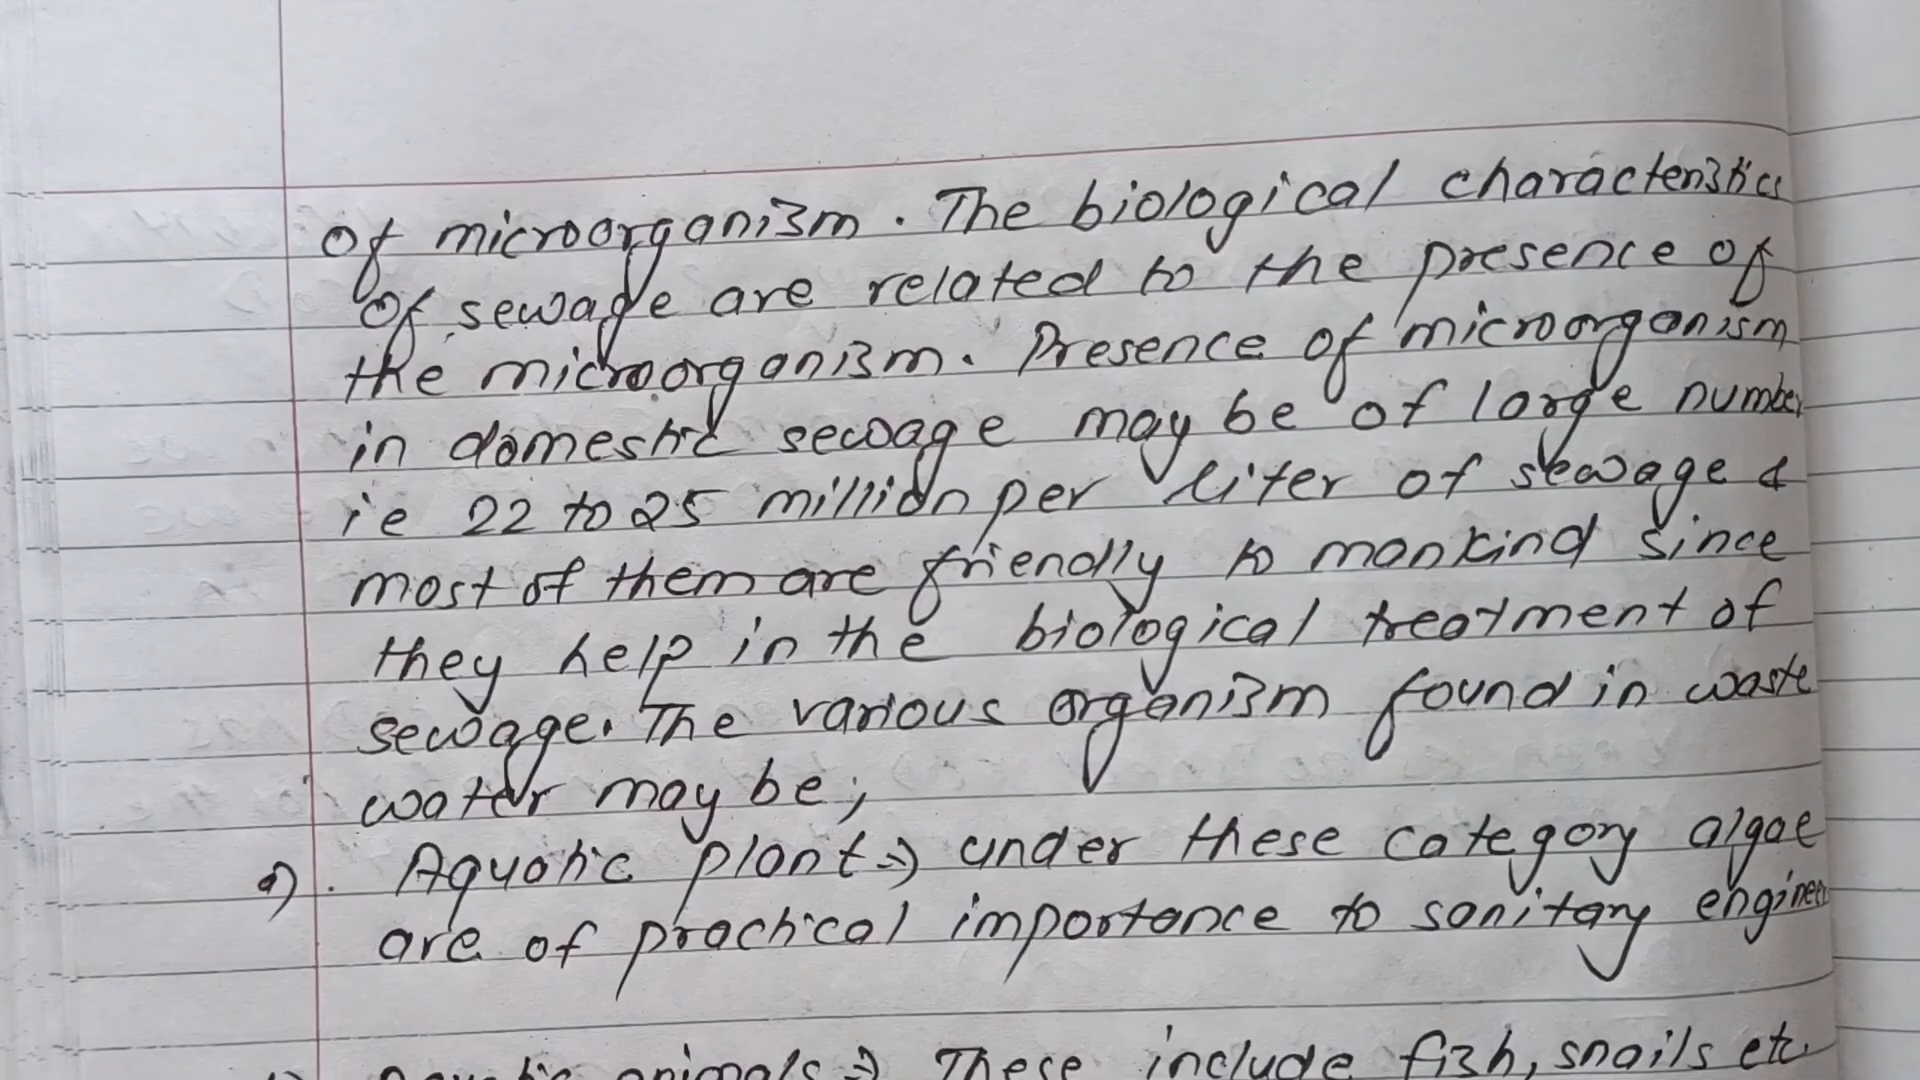 of microorganism. The biological characteristics
of sewage are related to the presence of
the microorganism. Presence of microorganism
in domestic sewage may be of large number
ie 22 to 25 million per liter of sewage &
most of them are friendly to mankind since
they help in the biological treatment of
sewage. The various organism found in waste
water may be;
a). Aquatic plant ⇒ under these category algae
are of practical importance to sanitary engineer
Aquatic animals ⇒ These include fish, snails etc.